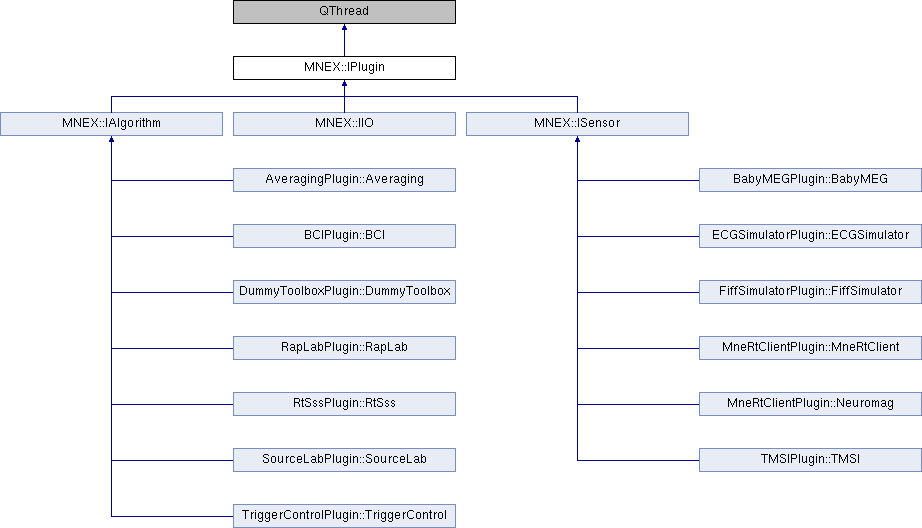 QThread
MNEX::IPlugin
MNEX::IAlgorithm
MNEX::IIO
MNEX::ISensor
AveragingPlugin::Averaging
BabyMEGPlugin::BabyMEG
BCIPlugin::BCI
ECGSimulatorPlugin::ECGSimulator
DummyToolboxPlugin::DummyToolbox
FiffSimulatorPlugin::FiffSimulator
RapLabPlugin::RapLab
MneRtClientPlugin::MneRtClient
RtSssPlugin::RtSss
MneRtClientPlugin::Neuromag
SourceLabPlugin::SourceLab
TMSIPlugin::TMSI
TriggerControlPlugin::TriggerControl